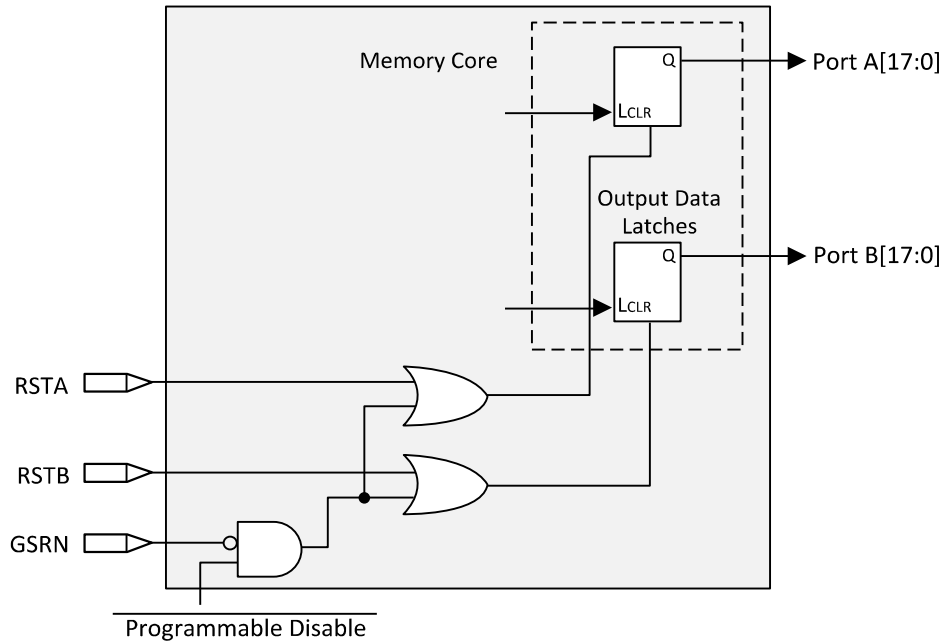 Memory Core
Q
Port A[17:0]
LCLR
Output Data
Latches
Q
Port B[17:0]
LCLR
RSTA
RSTB
GSRN
Programmable Disable